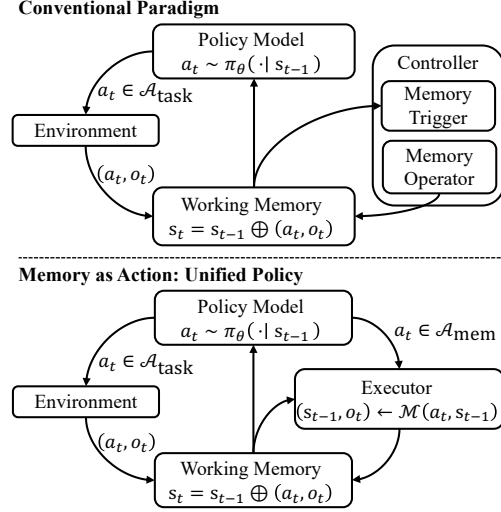 Conventional Paradigm
Policy Model
a_t ~ π_θ( · | s_{t−1})
a_t ∈ 𝒜_task
Environment
(a_t, o_t)
Working Memory
s_t = s_{t−1} ⊕ (a_t, o_t)
Controller
Memory
Trigger
Memory
Operator
Memory as Action: Unified Policy
Policy Model
a_t ~ π_θ( · | s_{t−1})
a_t ∈ 𝒜_task
a_t ∈ 𝒜_mem
Environment
Executor
(s_{t−1}, o_t) ← ℳ(a_t, s_{t−1})
(a_t, o_t)
Working Memory
s_t = s_{t−1} ⊕ (a_t, o_t)